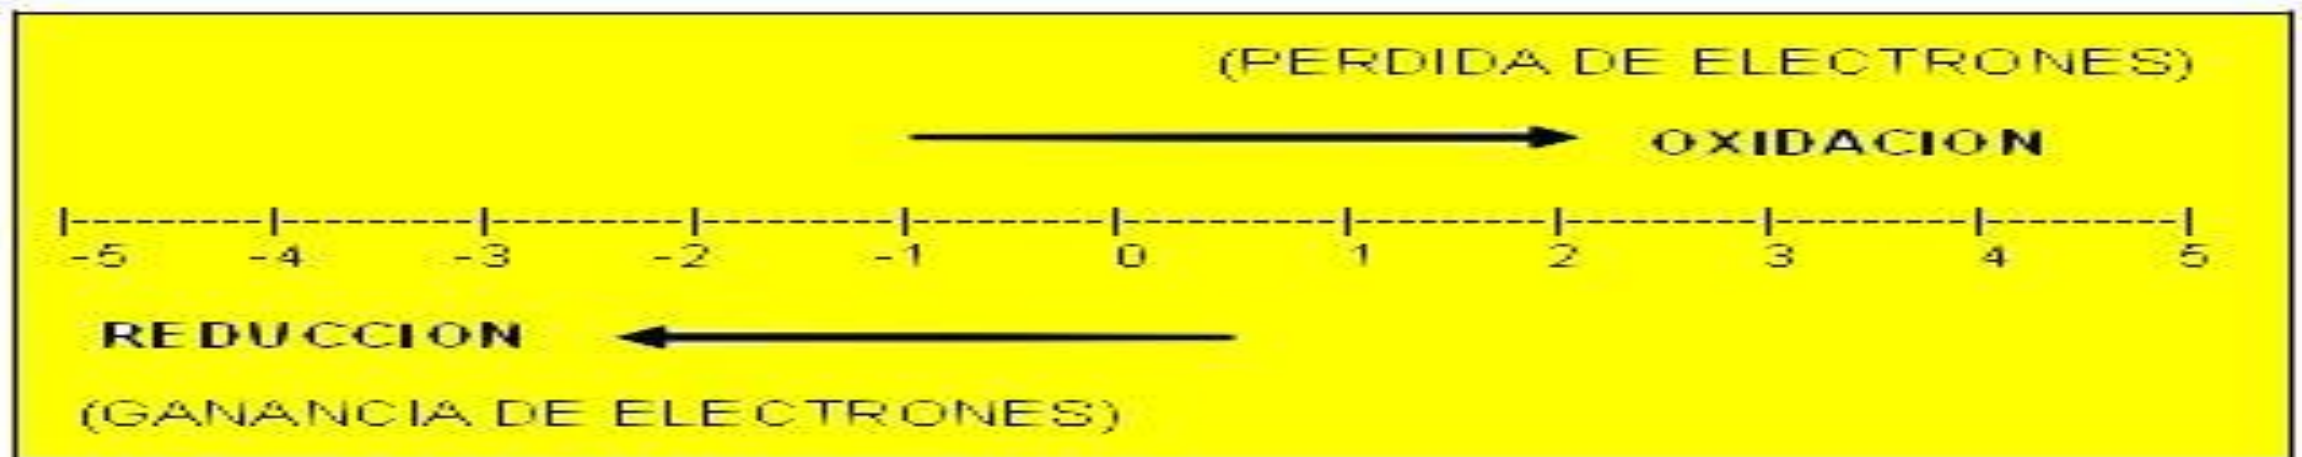 (PERDIDA DE ELECTRONES)
OXIDACION
|---------|---------|---------|---------|---------|----------|---------|---------|---------|---------|
-5 -4 -3 -2 -1 0 1 2 3 4 5
REDUCCION
(GANANCIA DE ELECTRONES)